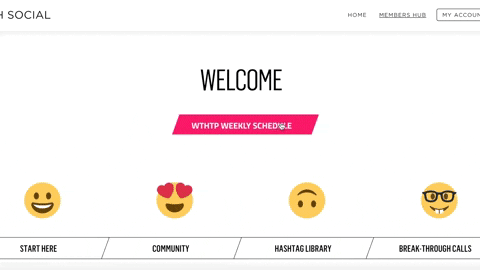 H SOCIAL
HOME MEMBERS HUB MY ACCOUN
WELCOME
WTHTP WEEKLY SCHEDULE
START HERE COMMUNITY HASHTAG LIBRARY BREAK-THROUGH CALLS